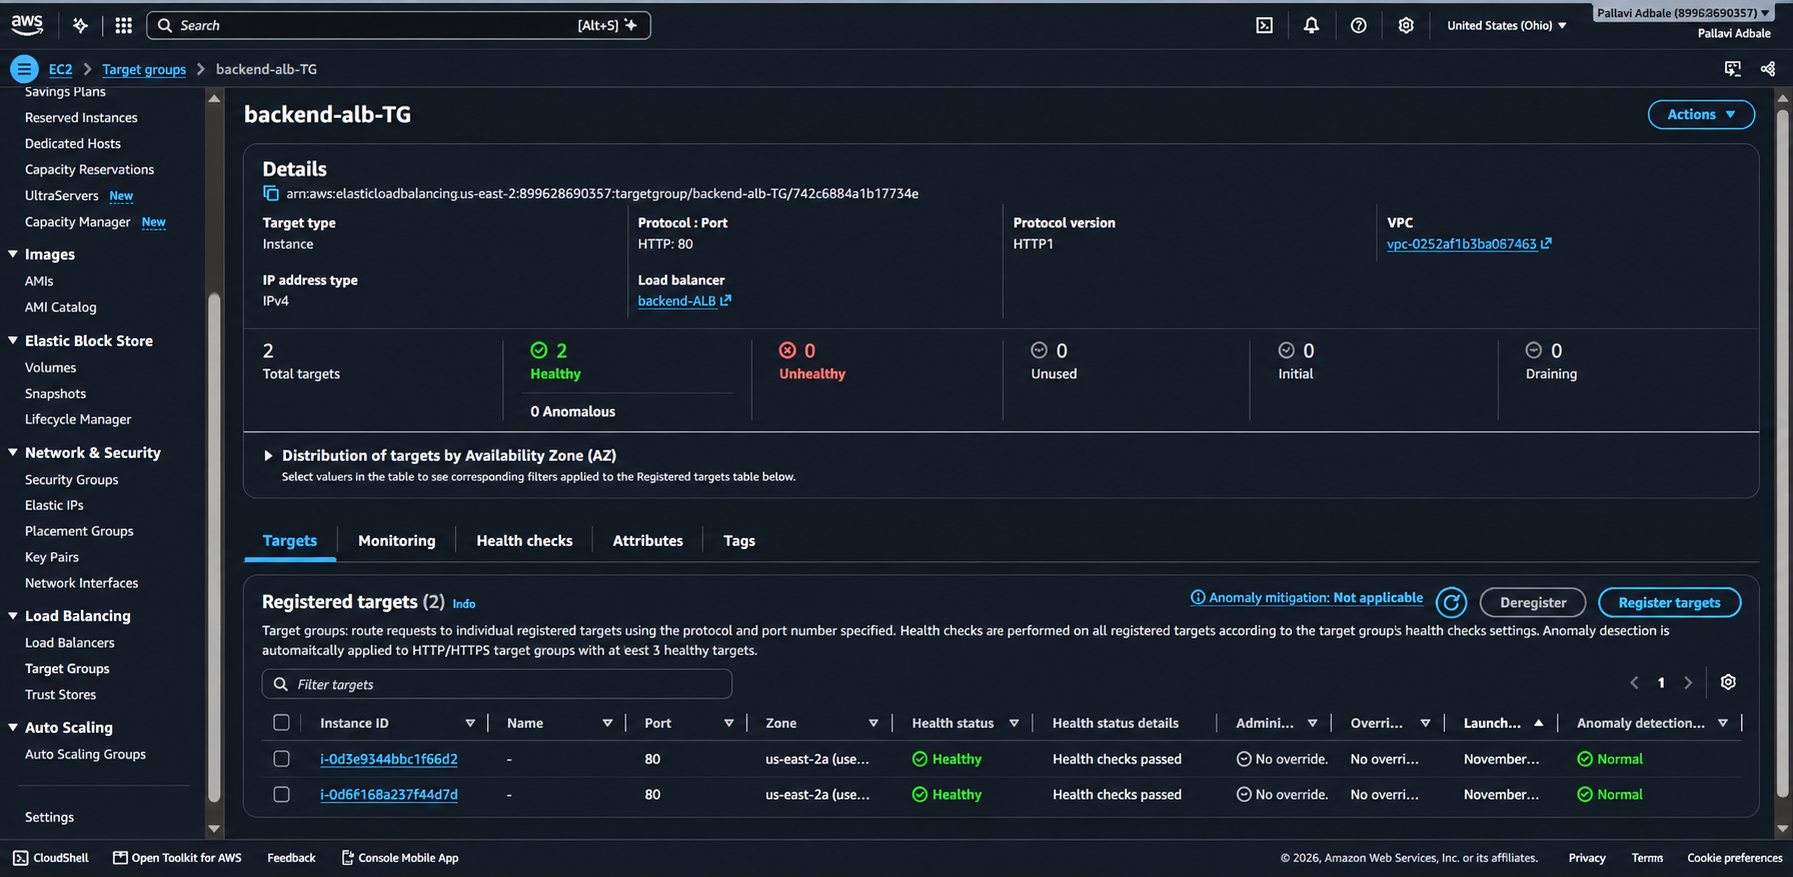 aws
Search [Alt+S]
United States (Ohio)
Pallavi Adbale (899628690357)
Pallavi Adbale
EC2 > Target groups > backend-alb-TG
Savings Plans
Reserved Instances
Dedicated Hosts
Capacity Reservations
UltraServers New
Capacity Manager New
Images
AMIs
AMI Catalog
Elastic Block Store
Volumes
Snapshots
Lifecycle Manager
Network & Security
Security Groups
Elastic IPs
Placement Groups
Key Pairs
Network Interfaces
Load Balancing
Load Balancers
Target Groups
Trust Stores
Auto Scaling
Auto Scaling Groups
Settings
backend-alb-TG
Actions
Details
arn:aws:elasticloadbalancing.us-east-2:899628690357:targetgroup/backend-alb-TG/742c6884a1b17734e
Target type
Instance
Protocol : Port
HTTP: 80
Protocol version
HTTP1
VPC
vpc-0252af1b3ba067463
IP address type
IPv4
Load balancer
backend-ALB
2
Total targets
2
Healthy
0 Anomalous
0
Unhealthy
0
Unused
0
Initial
0
Draining
Distribution of targets by Availability Zone (AZ)
Select valuers in the table to see corresponding filters applied to the Registered targets table below.
Targets Monitoring Health checks Attributes Tags
Registered targets (2) Info
Anomaly mitigation: Not applicable
Deregister
Register targets
Target groups: route requests to individual registered targets using the protocol and port number specified. Health checks are performed on all registered targets according to the target group's health checks settings. Anomaly desection is
automaitcally applied to HTTP/HTTPS target groups with at eest 3 healthy targets.
Filter targets
1
Instance ID Name Port Zone Health status Health status details Admini... Overri... Launch... Anomaly detection...
i-0d3e9344bbc1f66d2 - 80 us-east-2a (use... Healthy Health checks passed No override. No overri... November... Normal
i-0d6f168a237f44d7d - 80 us-east-2a (use... Healthy Health checks passed No override. No overri... November... Normal
CloudShell Open Toolkit for AWS Feedback Console Mobile App
© 2026, Amazon Web Services, Inc. or its affiliates. Privacy Terms Cookie preferences